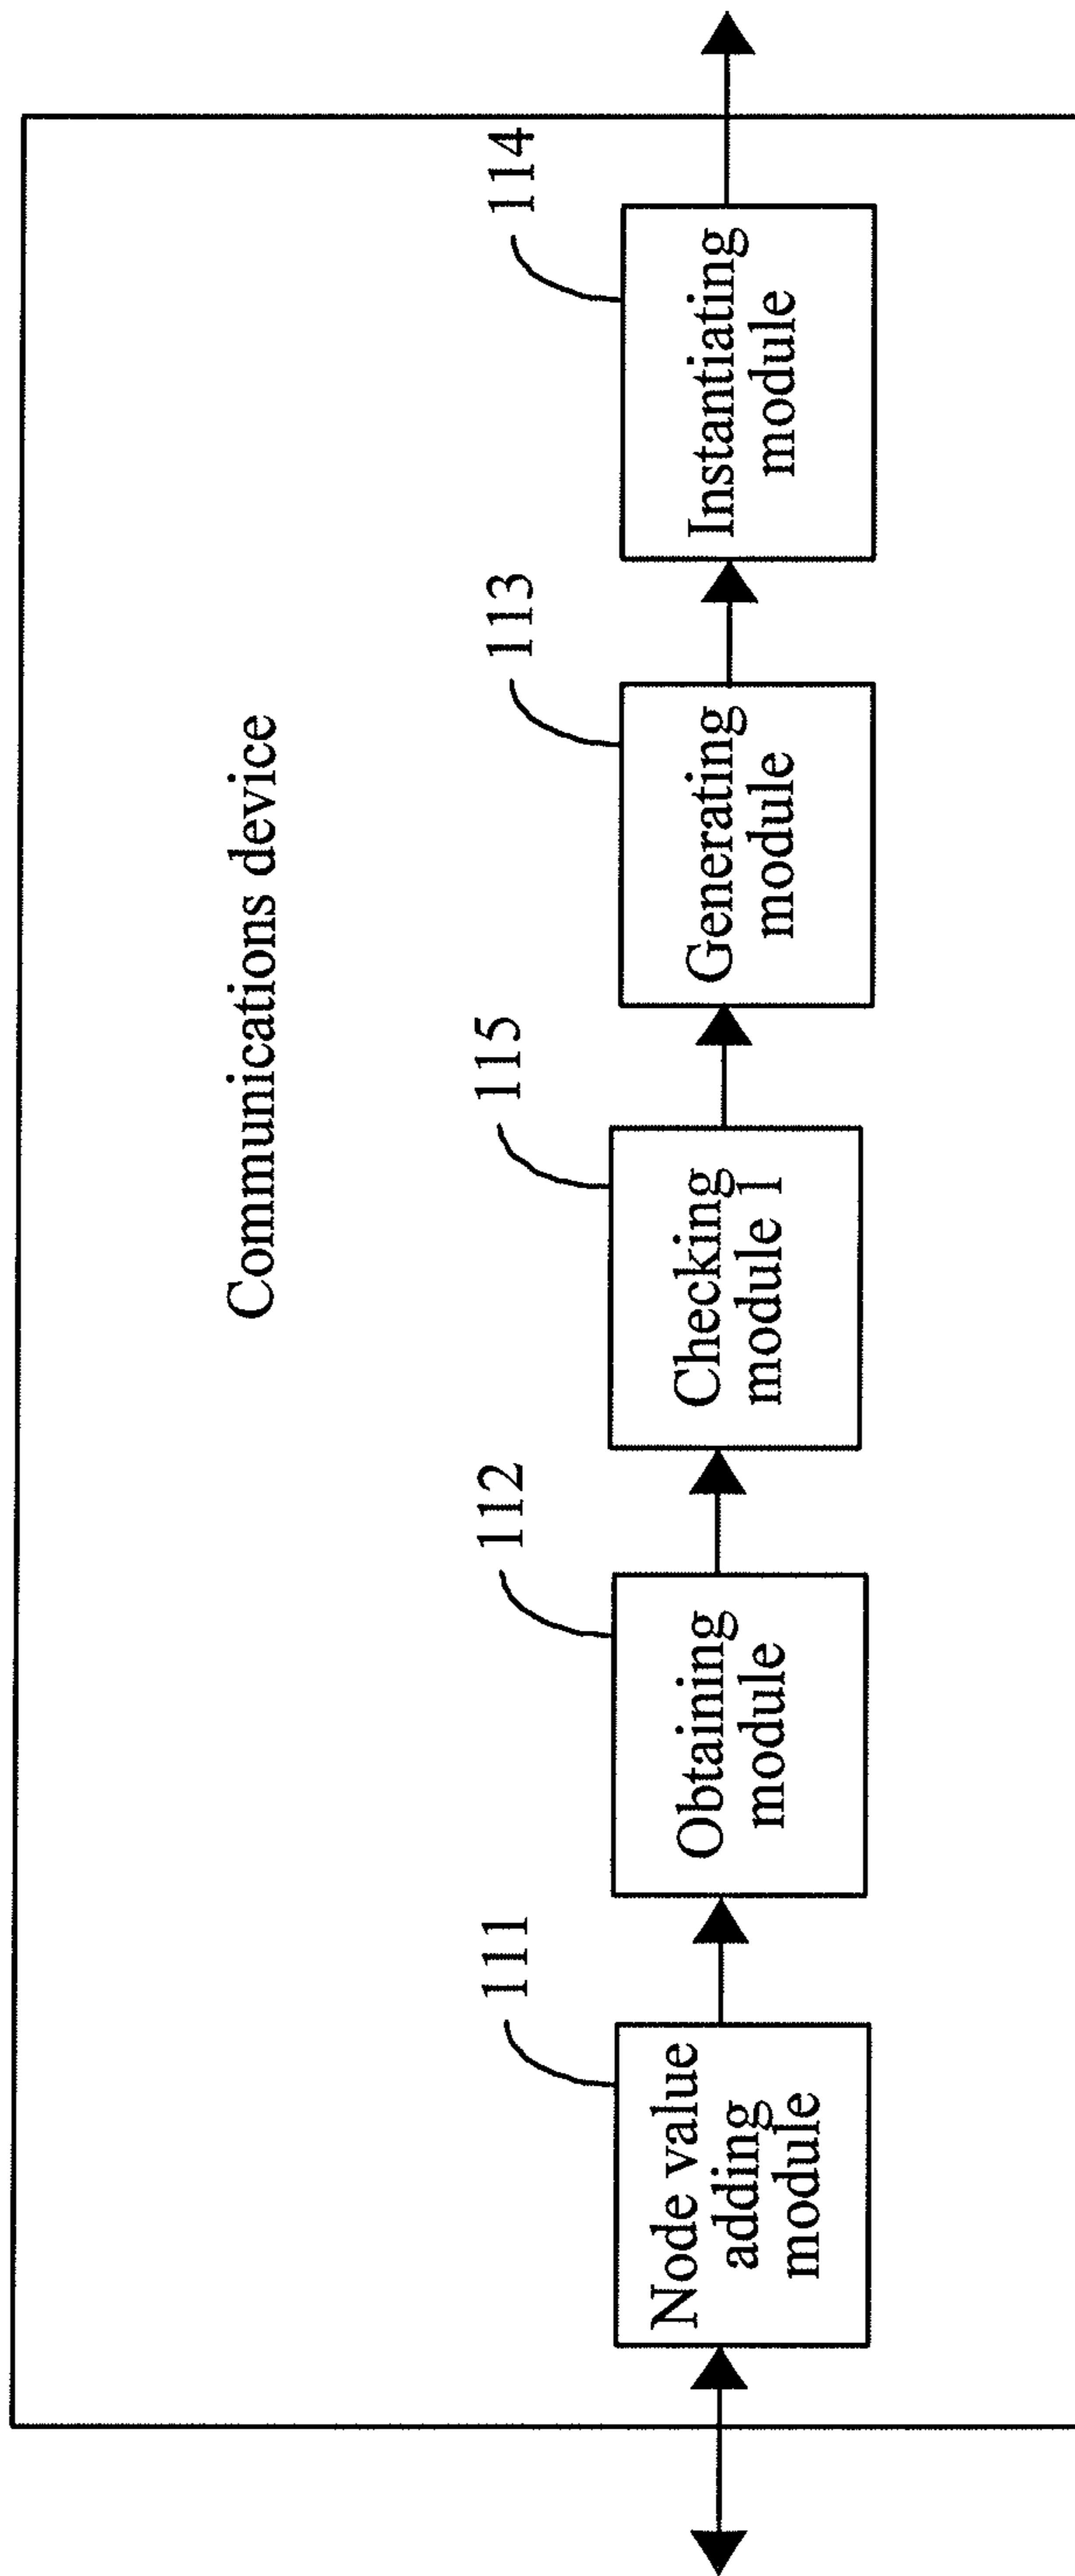 Communications device
111
112
115
113
114
Node value
adding
module
Obtaining
module
Checking
module 1
Generating
module
Instantiating
module